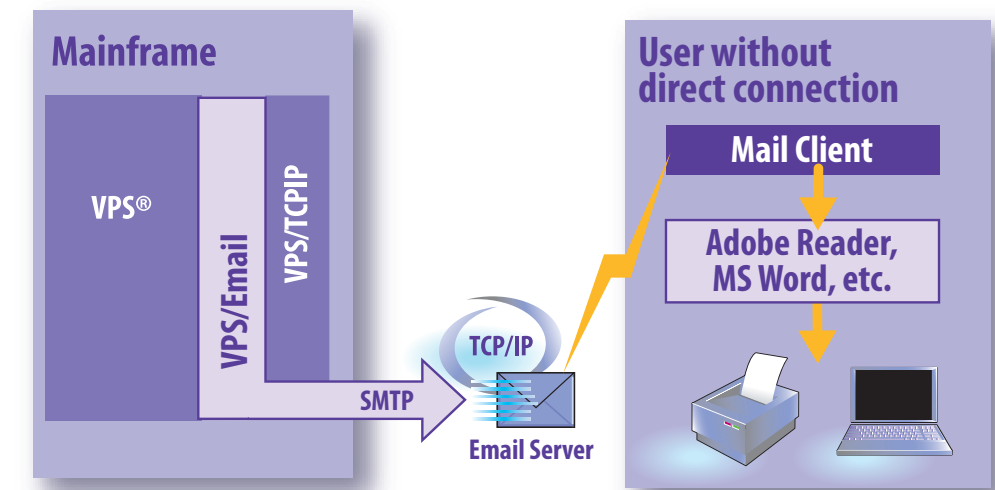 Mainframe
VPS®
VPS/Email
VPS/TCPIP
SMTP
TCP/IP
Email Server
User without
direct connection
Mail Client
Adobe Reader,
MS Word, etc.